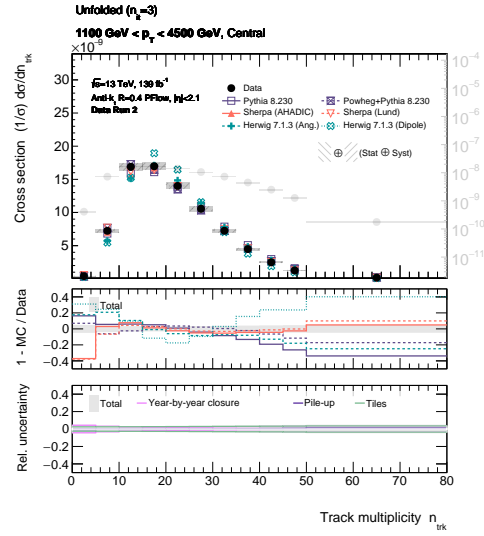 Unfolded (n_it=3)
1100 GeV < p_T < 4500 GeV, Central
×10⁻⁹
√s=13 TeV, 139 fb⁻¹
Anti-k_t R=0.4 PFlow, |η|<2.1
Data Run 2
Data
Pythia 8.230
Powheg+Pythia 8.230
Sherpa (AHADIC)
Sherpa (Lund)
Herwig 7.1.3 (Ang.)
Herwig 7.1.3 (Dipole)
(Stat ⊕ Syst)
Cross section (1/σ) dσ/dn_trk
30
25
20
15
10
5
10⁻⁴
10⁻⁵
10⁻⁶
10⁻⁷
10⁻⁸
10⁻⁹
10⁻¹⁰
10⁻¹¹
1 - MC / Data
0.4
0.2
0
−0.2
−0.4
Total
Rel. uncertainty
0.4
0.2
0
−0.2
−0.4
Total
Year-by-year closure
Pile-up
Tiles
0 10 20 30 40 50 60 70 80
Track multiplicity n_trk